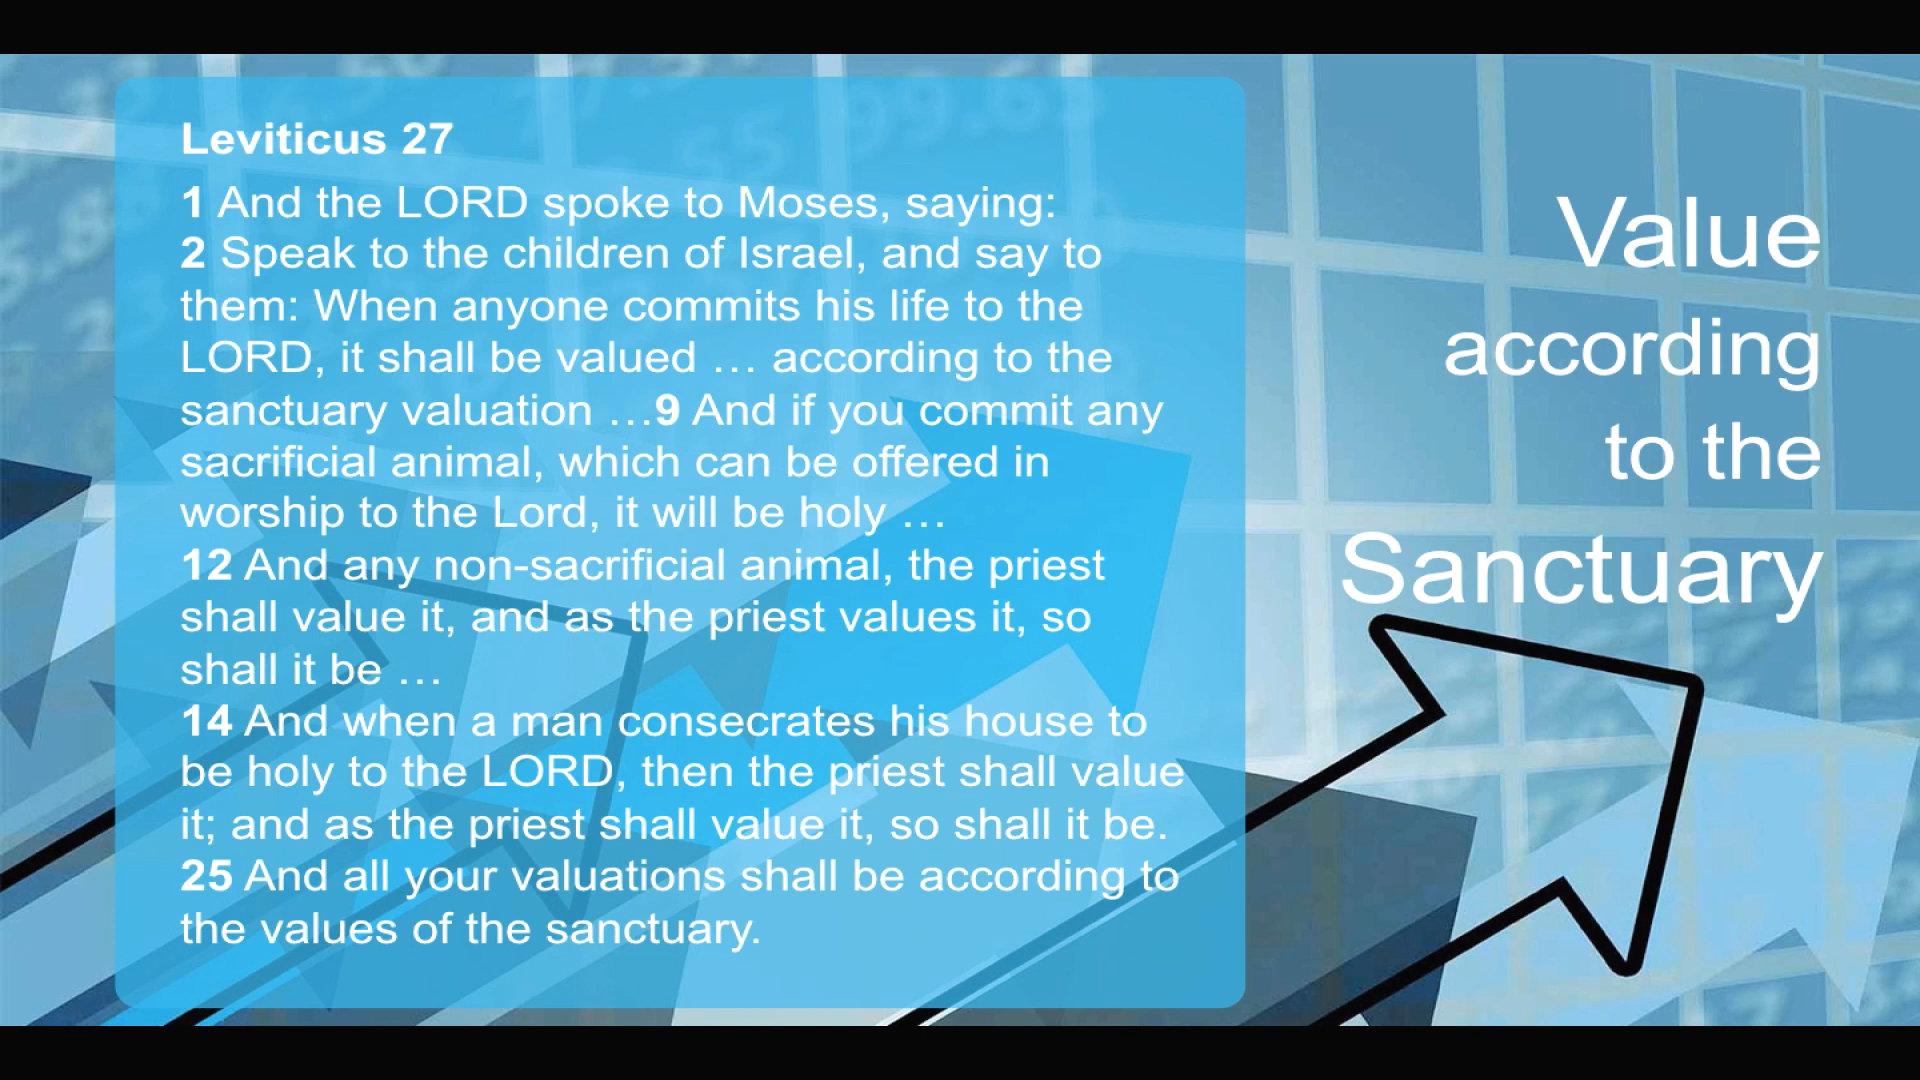 Leviticus 27
1 And the LORD spoke to Moses, saying:
2 Speak to the children of Israel, and say to
them: When anyone commits his life to the
LORD, it shall be valued … according to the
sanctuary valuation …9 And if you commit any
sacrificial animal, which can be offered in
worship to the Lord, it will be holy …
12 And any non-sacrificial animal, the priest
shall value it, and as the priest values it, so
shall it be …
14 And when a man consecrates his house to
be holy to the LORD, then the priest shall value
it; and as the priest shall value it, so shall it be.
25 And all your valuations shall be according to
the values of the sanctuary.
Value
according
to the
Sanctuary
99.65